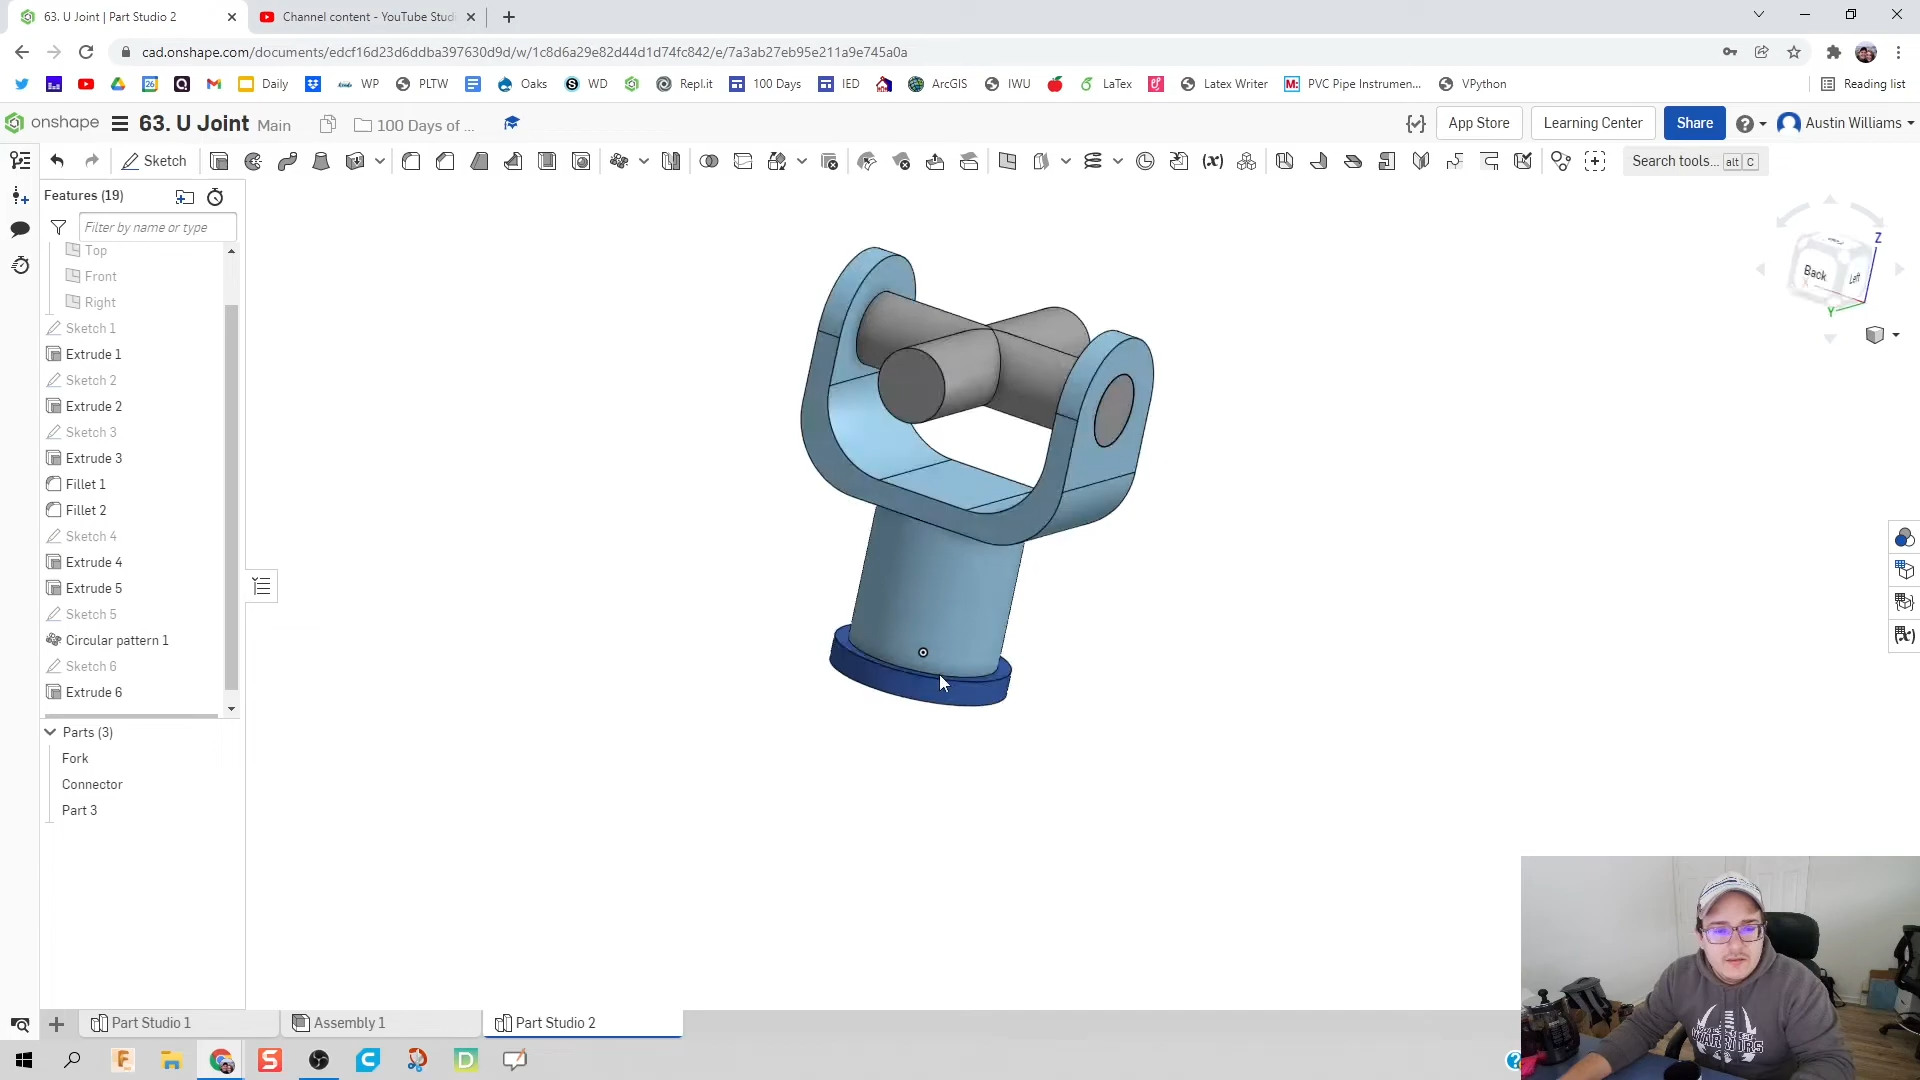 63. U Joint | Part Studio 2
Channel content - YouTube Studi
cad.onshape.com/documents/edcf16d23d6ddba397630d9d/w/1c8d6a29e82d44d1d74fc842/e/7a3ab27eb95e211a9e745a0a
Daily WP PLTW Oaks WD Repl.it 100 Days IED ArcGIS IWU LaTex Latex Writer PVC Pipe Instrumen... VPython Reading list
onshape 63. U Joint Main 100 Days of ... App Store Learning Center Share Austin Williams
Sketch Search tools... alt C
Features (19)
Filter by name or type
Top
Front
Right
Sketch 1
Extrude 1
Sketch 2
Extrude 2
Sketch 3
Extrude 3
Fillet 1
Fillet 2
Sketch 4
Extrude 4
Extrude 5
Sketch 5
Circular pattern 1
Sketch 6
Extrude 6
Parts (3)
Fork
Connector
Part 3
Z
Back
Left
X
Y
Part Studio 1
Assembly 1
Part Studio 2
WARRIORS